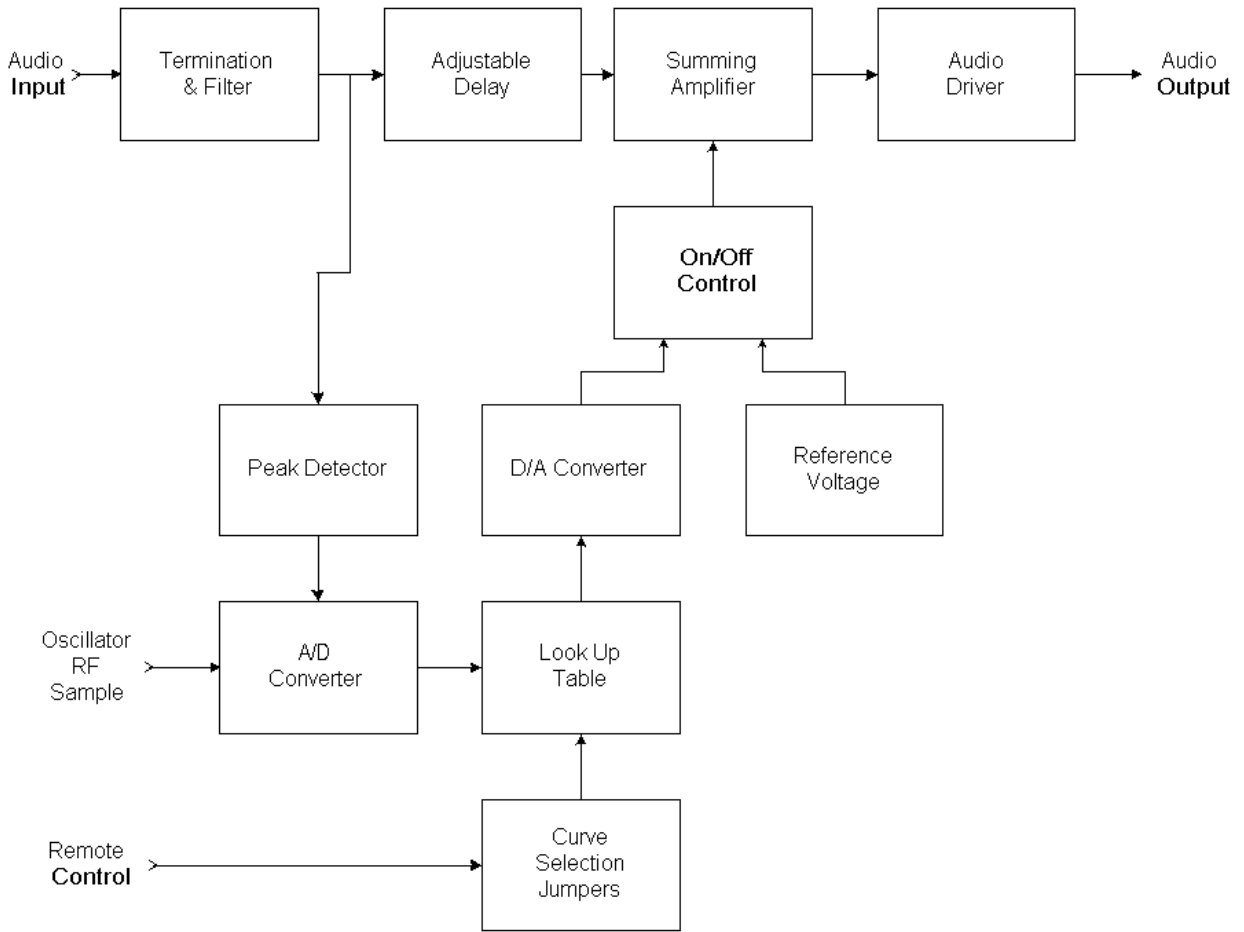 Audio
Input
Termination
& Filter
Adjustable
Delay
Summing
Amplifier
Audio
Driver
Audio
Output
On/Off
Control
Peak Detector
D/A Converter
Reference
Voltage
Oscillator
RF
Sample
A/D
Converter
Look Up
Table
Remote
Control
Curve
Selection
Jumpers